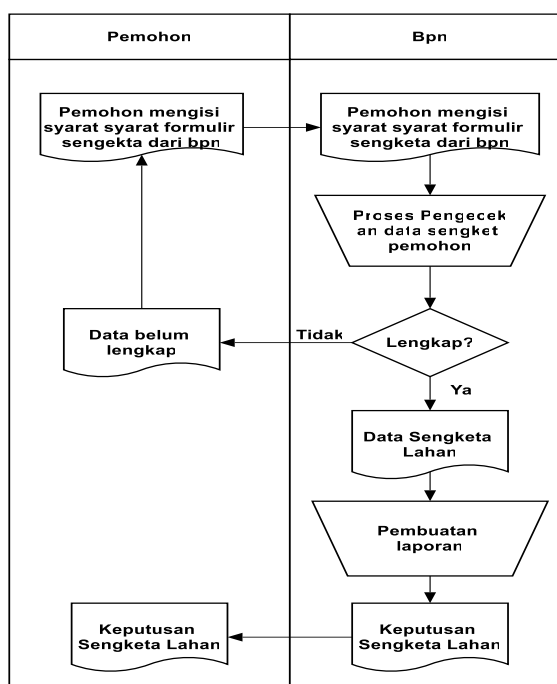 Pemohon
Bpn
Pemohon mengisi
syarat syarat formulir
sengekta dari bpn
Pemohon mengisi
syarat syarat formulir
sengketa dari bpn
Proses Pengecek
an data sengket
pemohon
Lengkap?
Tidak
Data belum
lengkap
Ya
Data Sengketa
Lahan
Pembuatan
laporan
Keputusan
Sengketa Lahan
Keputusan
Sengketa Lahan